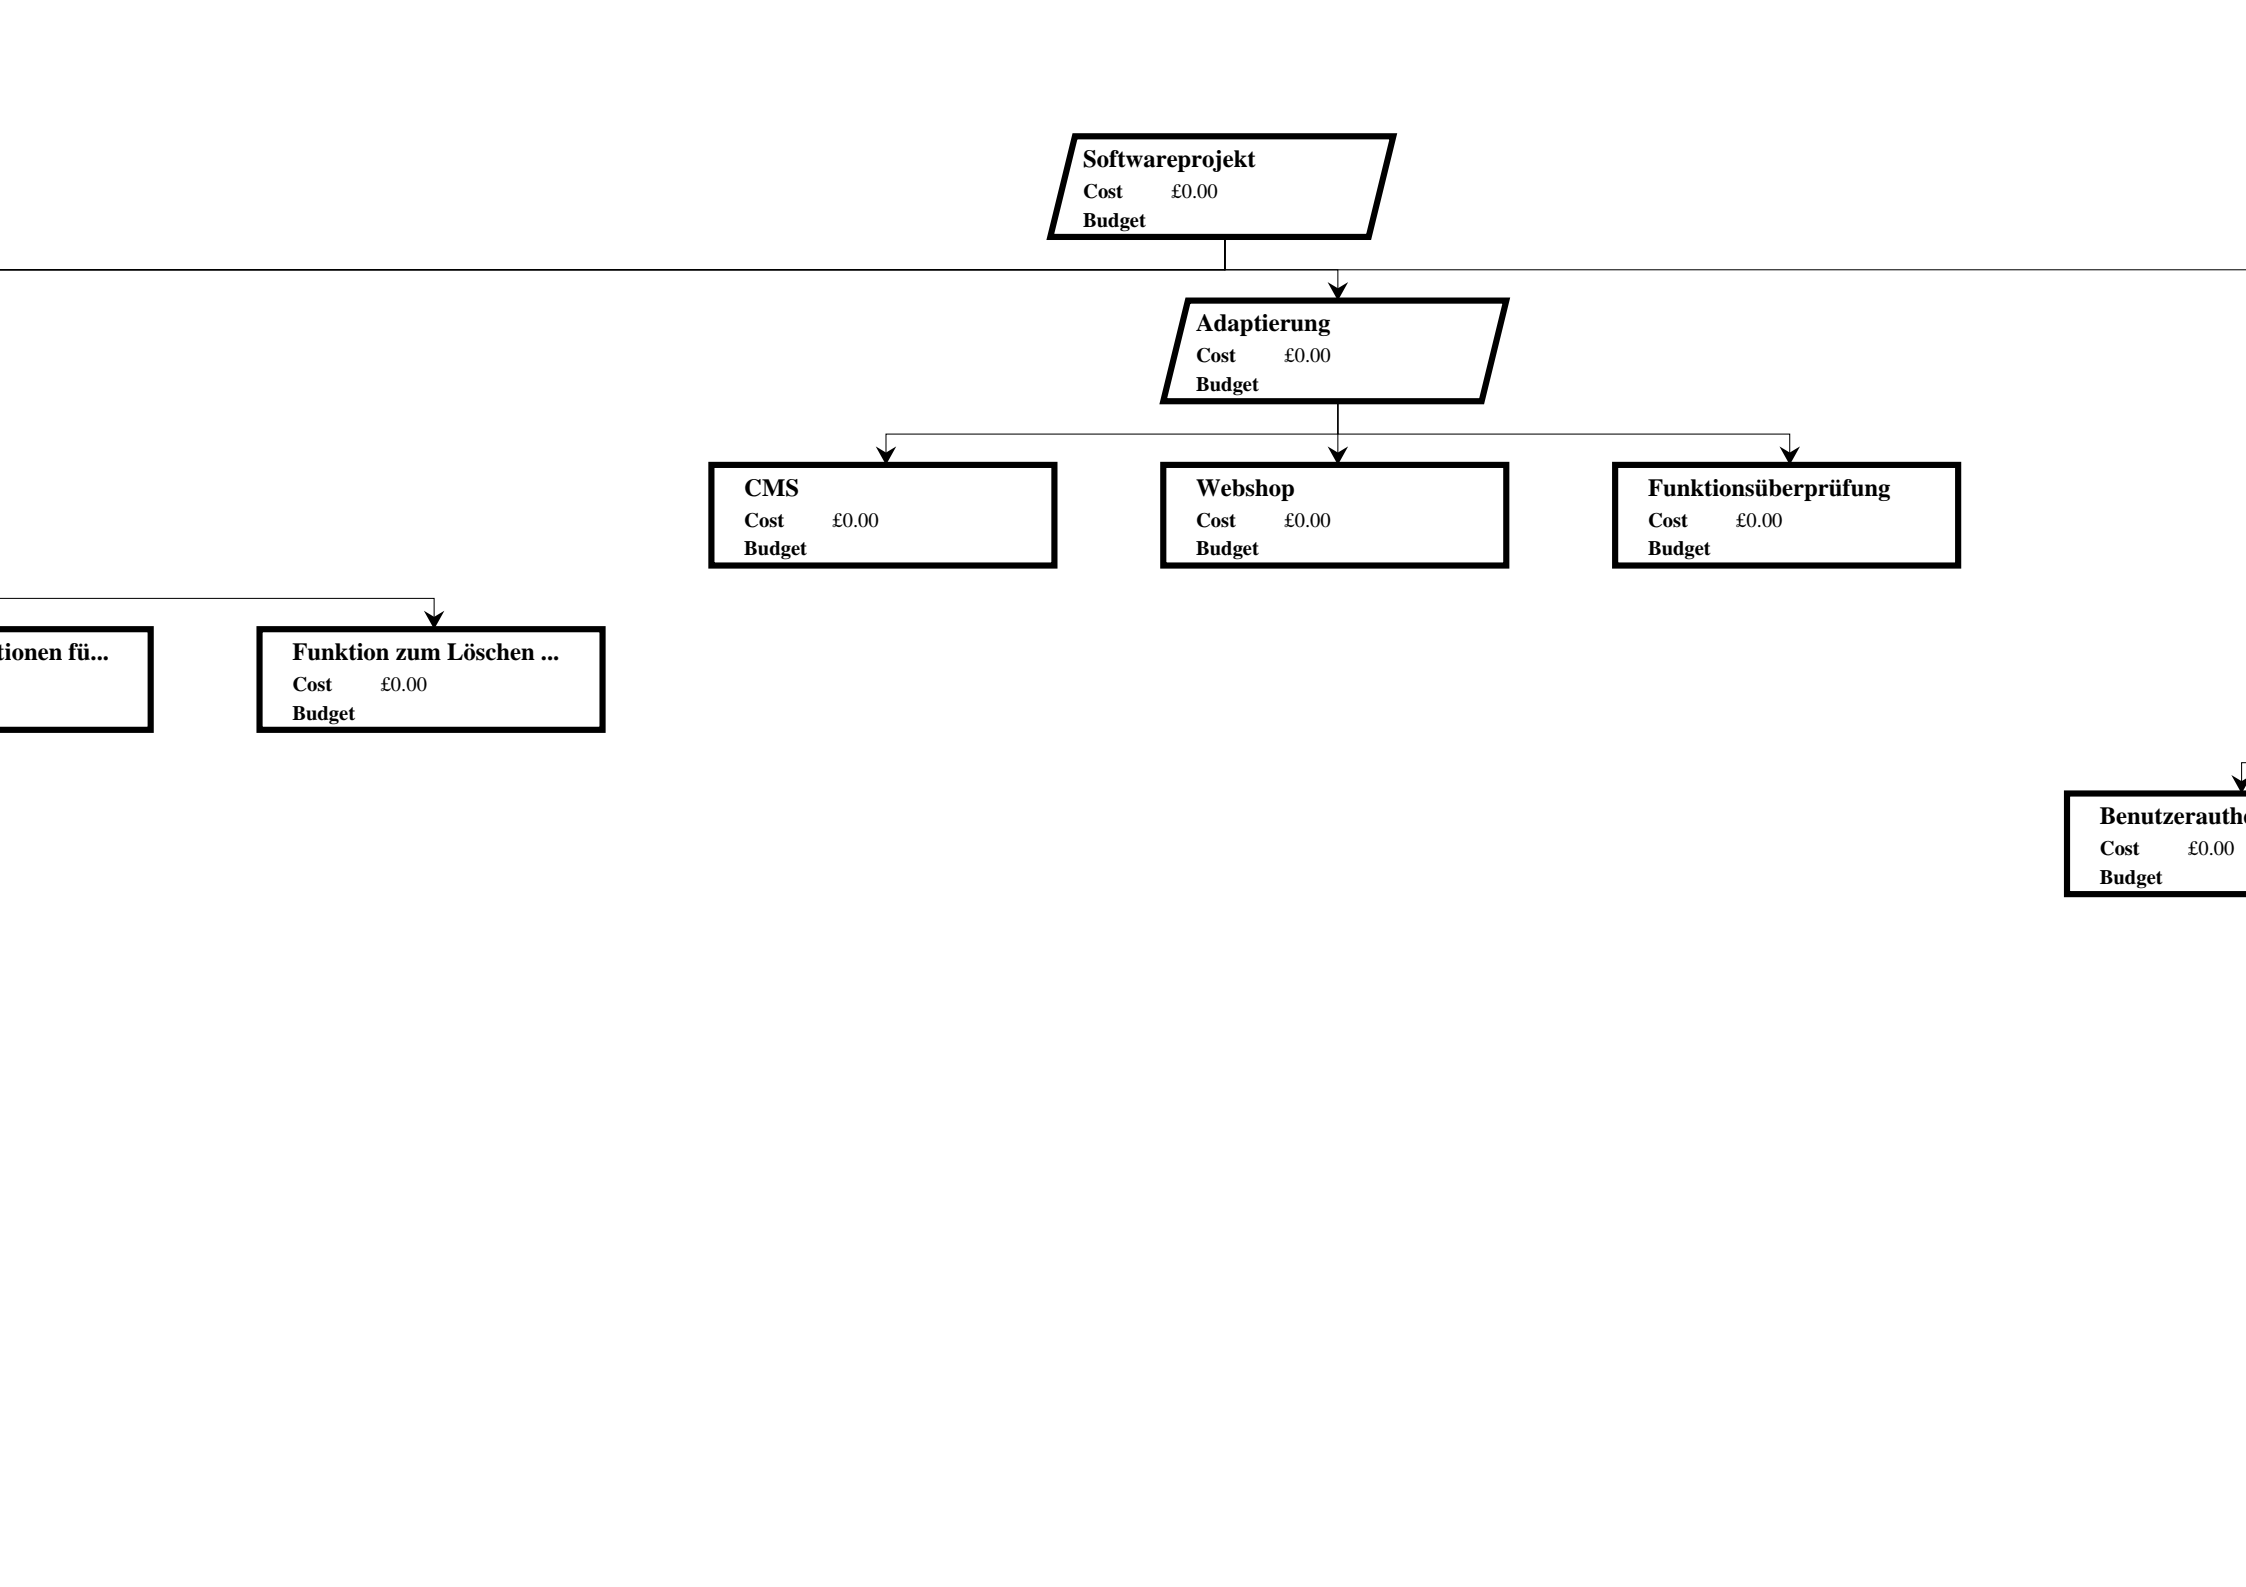 Softwareprojekt
Cost £0.00
Budget
Adaptierung
Cost £0.00
Budget
CMS
Cost £0.00
Budget
Webshop
Cost £0.00
Budget
Funktionsüberprüfung
Cost £0.00
Budget
fü...
Funktion zum Löschen ...
Cost £0.00
Budget
Cost £0.00
Budget